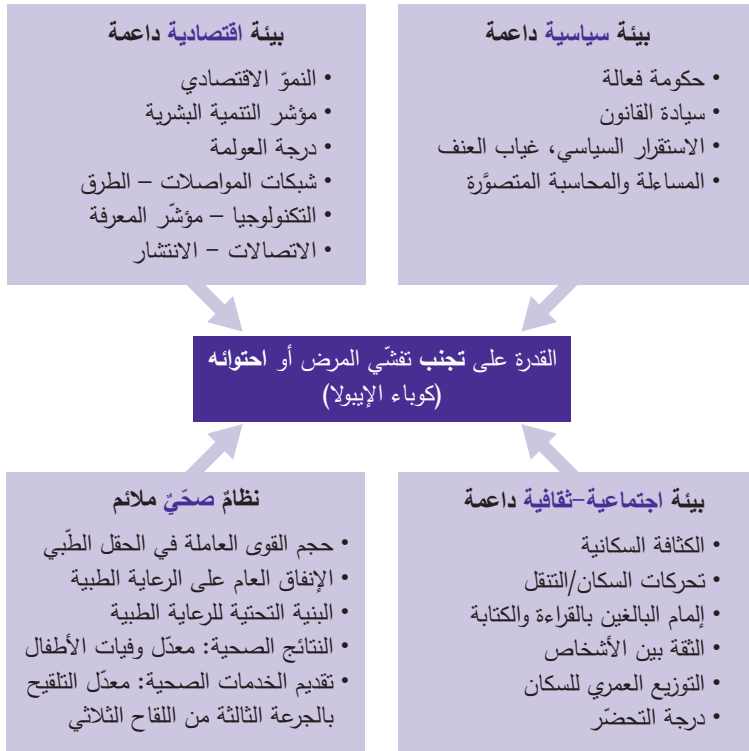 بيئة سياسية داعمة
• حكومة فعالة
• سيادة القانون
• الاستقرار السياسي، غياب العنف
• المساءلة والمحاسبة المتصوَّرة
بيئة اقتصادية داعمة
• النموّ الاقتصادي
• مؤشر التنمية البشرية
• درجة العولمة
• شبكات المواصلات – الطرق
• التكنولوجيا – مؤشّر المعرفة
• الاتصالات – الانتشار
القدرة على تجنب تفشّي المرض أو احتوائه
(كوباء الإيبولا)
بيئة اجتماعية-ثقافية داعمة
• الكثافة السكانية
• تحركات السكان/التنقل
• إلمام البالغين بالقراءة والكتابة
• الثقة بين الأشخاص
• التوزيع العمري للسكان
• درجة التحضّر
نظامٌ صحّيٌ ملائم
• حجم القوى العاملة في الحقل الطّبي
• الإنفاق العام على الرعاية الطبية
• البنية التحتية للرعاية الطبية
• النتائج الصحية: معدّل وفيات الأطفال
• تقديم الخدمات الصحية: معدّل التلقيح
بالجرعة الثالثة من اللقاح الثلاثي